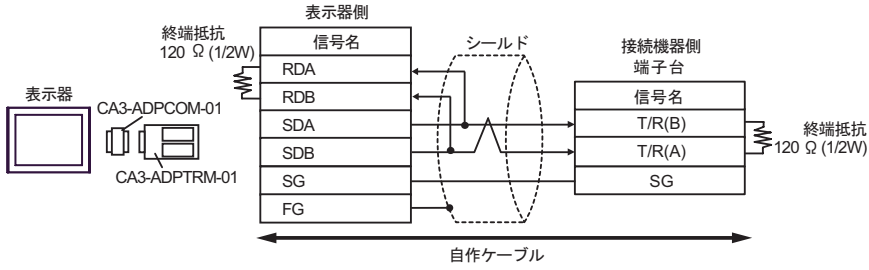 表示器側
終端抵抗
120 Ω (1/2W)
信号名
RDA
RDB
SDA
SDB
SG
FG
シールド
接続機器側
端子台
信号名
T/R(B)
T/R(A)
SG
終端抵抗
120 Ω (1/2W)
表示器
CA3-ADPCOM-01
CA3-ADPTRM-01
自作ケーブル